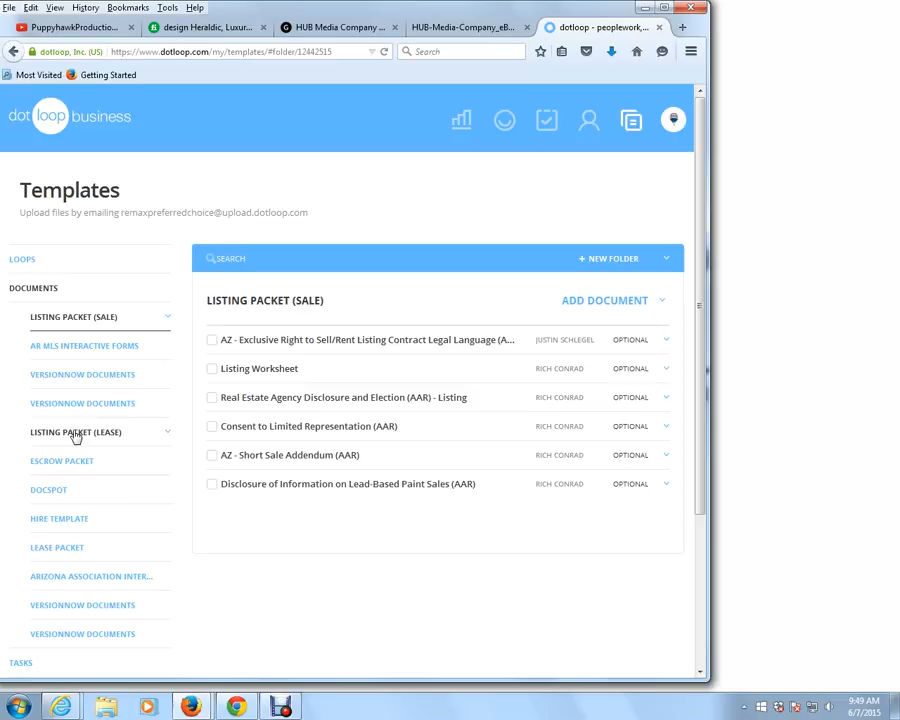 File Edit View History Bookmarks Tools Help
PuppyhawkProductio... × design Heraldic, Luxur... × HUB Media Company ... × HUB-Media-Company_eB... × dotloop - peoplework,... × +
dotloop, Inc. (US) https://www.dotloop.com/my/templates/#folder/12442515 Search
Most Visited Getting Started
dot loop business
Templates
Upload files by emailing remaxpreferredchoice@upload.dotloop.com
LOOPS
DOCUMENTS
LISTING PACKET (SALE)
AR MLS INTERACTIVE FORMS
VERSIONNOW DOCUMENTS
VERSIONNOW DOCUMENTS
LISTING PACKET (LEASE)
ESCROW PACKET
DOCSPOT
HIRE TEMPLATE
LEASE PACKET
ARIZONA ASSOCIATION INTER...
VERSIONNOW DOCUMENTS
VERSIONNOW DOCUMENTS
TASKS
SEARCH + NEW FOLDER
LISTING PACKET (SALE) ADD DOCUMENT
AZ - Exclusive Right to Sell/Rent Listing Contract Legal Language (A... JUSTIN SCHLEGEL OPTIONAL
Listing Worksheet RICH CONRAD OPTIONAL
Real Estate Agency Disclosure and Election (AAR) - Listing RICH CONRAD OPTIONAL
Consent to Limited Representation (AAR) RICH CONRAD OPTIONAL
AZ - Short Sale Addendum (AAR) RICH CONRAD OPTIONAL
Disclosure of Information on Lead-Based Paint Sales (AAR) RICH CONRAD OPTIONAL
9:49 AM
6/7/2015